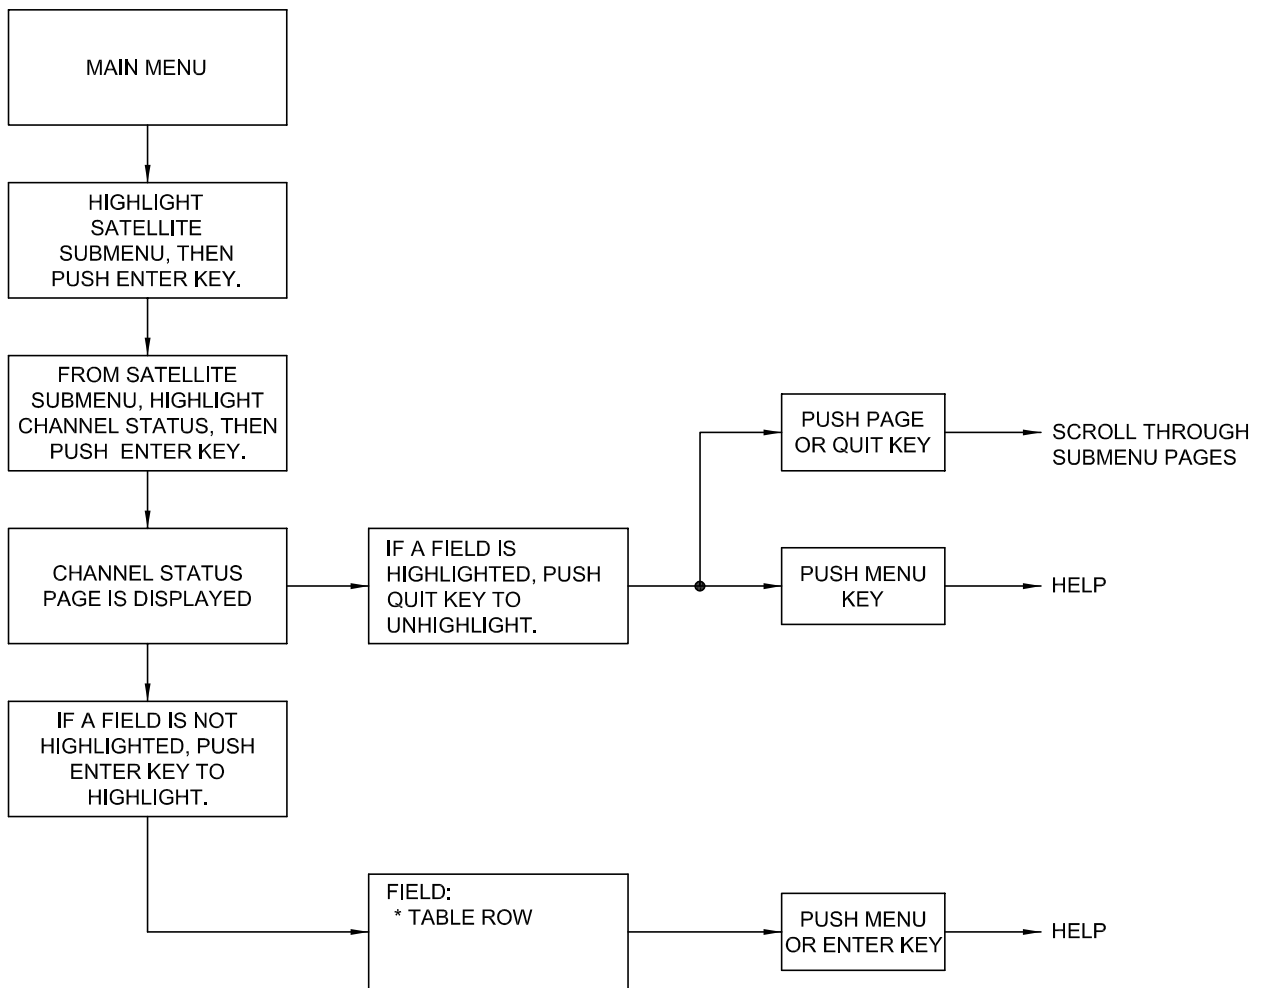 MAIN MENU
HIGHLIGHT
SATELLITE
SUBMENU, THEN
PUSH ENTER KEY.
FROM SATELLITE
SUBMENU, HIGHLIGHT
CHANNEL STATUS, THEN
PUSH ENTER KEY.
PUSH PAGE
OR QUIT KEY
SCROLL THROUGH
SUBMENU PAGES
CHANNEL STATUS
PAGE IS DISPLAYED
IF A FIELD IS
HIGHLIGHTED, PUSH
QUIT KEY TO
UNHIGHLIGHT.
PUSH MENU
KEY
HELP
IF A FIELD IS NOT
HIGHLIGHTED, PUSH
ENTER KEY TO
HIGHLIGHT.
FIELD:
* TABLE ROW
PUSH MENU
OR ENTER KEY
HELP